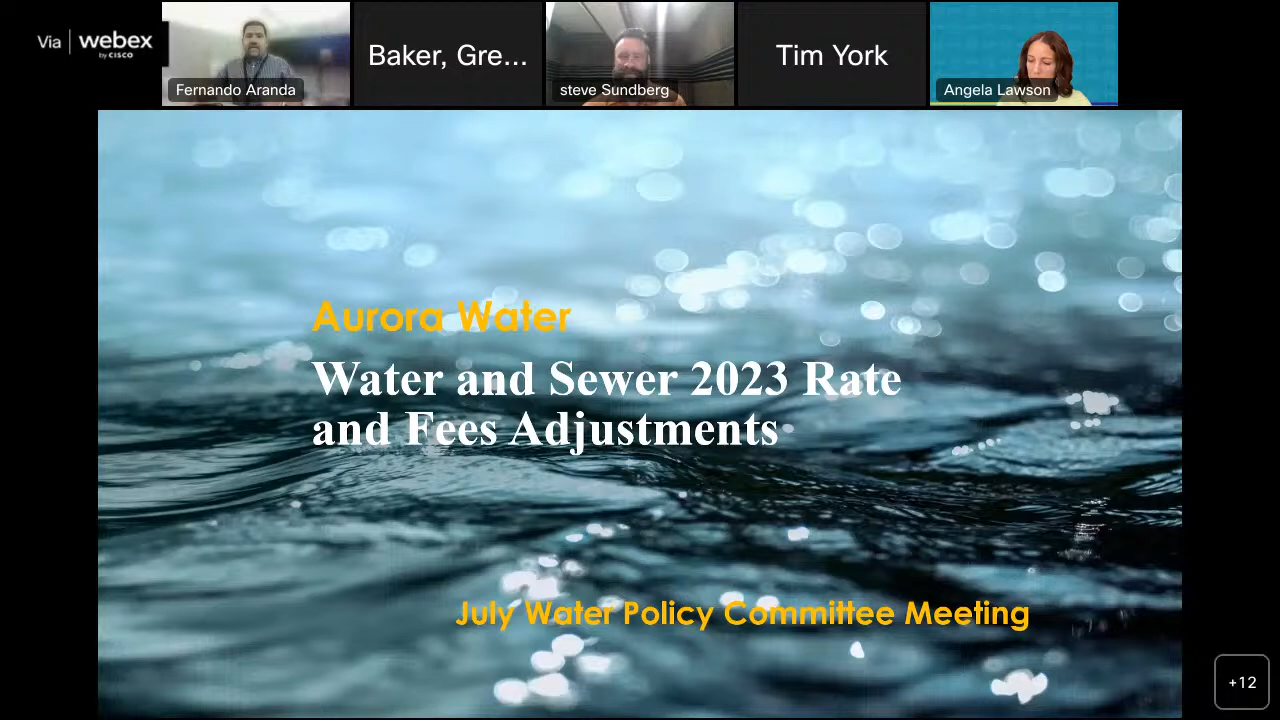 Via | webex
by CISCO
Fernando Aranda
Baker, Gre...
steve Sundberg
Tim York
Angela Lawson
Aurora Water
Water and Sewer 2023 Rate
and Fees Adjustments
July Water Policy Committee Meeting
+12